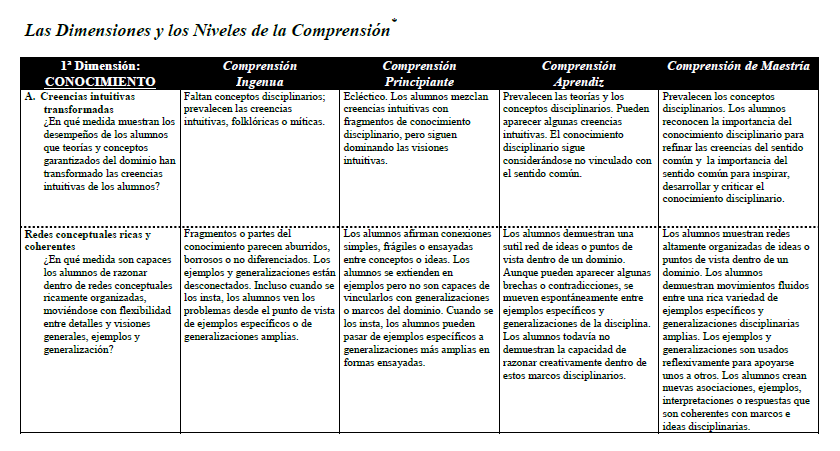 Las Dimensiones y los Niveles de la Comprensión*
1ª Dimensión:
CONOCIMIENTO
Comprensión
Ingenua
Comprensión
Principiante
Comprensión
Aprendiz
Comprensión de Maestría
A. Creencias intuitivas
transformadas
¿En qué medida muestran los
desempeños de los alumnos
que teorías y conceptos
garantizados del dominio han
transformado las creencias
intuitivas de los alumnos?
Faltan conceptos disciplinarios;
prevalecen las creencias
intuitivas, folklóricas o míticas.
Ecléctico. Los alumnos mezclan
creencias intuitivas con
fragmentos de conocimiento
disciplinario, pero siguen
dominando las visiones
intuitivas.
Prevalecen las teorías y los
conceptos disciplinarios. Pueden
aparecer algunas creencias
intuitivas. El conocimiento
disciplinario sigue
considerándose no vinculado con
el sentido común.
Prevalecen los conceptos
disciplinarios. Los alumnos
reconocen la importancia del
conocimiento disciplinario para
refinar las creencias del sentido
común y la importancia del
sentido común para inspirar,
desarrollar y criticar el
conocimiento disciplinario.
Redes conceptuales ricas y
coherentes
¿En qué medida son capaces
los alumnos de razonar
dentro de redes conceptuales
ricamente organizadas,
moviéndose con flexibilidad
entre detalles y visiones
generales, ejemplos y
generalización?
Fragmentos o partes del
conocimiento parecen aburridos,
borrosos o no diferenciados. Los
ejemplos y generalizaciones están
desconectados. Incluso cuando se
los insta, los alumnos ven los
problemas desde el punto de vista
de ejemplos específicos o de
generalizaciones amplias.
Los alumnos afirman conexiones
simples, frágiles o ensayadas
entre conceptos o ideas. Los
alumnos se extienden en
ejemplos pero no son capaces de
vincularlos con generalizaciones
o marcos del dominio. Cuando se
los insta, los alumnos pueden
pasar de ejemplos específicos a
generalizaciones más amplias en
formas ensayadas.
Los alumnos demuestran una
sutil red de ideas o puntos de
vista dentro de un dominio.
Aunque pueden aparecer algunas
brechas o contradicciones, se
mueven espontáneamente entre
ejemplos específicos y
generalizaciones de la disciplina.
Los alumnos todavía no
demuestran la capacidad de
razonar creativamente dentro de
estos marcos disciplinarios.
Los alumnos muestran redes
altamente organizadas de ideas o
puntos de vista dentro de un
dominio. Los alumnos
demuestran movimientos fluidos
entre una rica variedad de
ejemplos específicos y
generalizaciones disciplinarias
amplias. Los ejemplos y
generalizaciones son usados
reflexivamente para apoyarse
unos a otros. Los alumnos crean
nuevas asociaciones, ejemplos,
interpretaciones o respuestas que
son coherentes con marcos e
ideas disciplinarias.